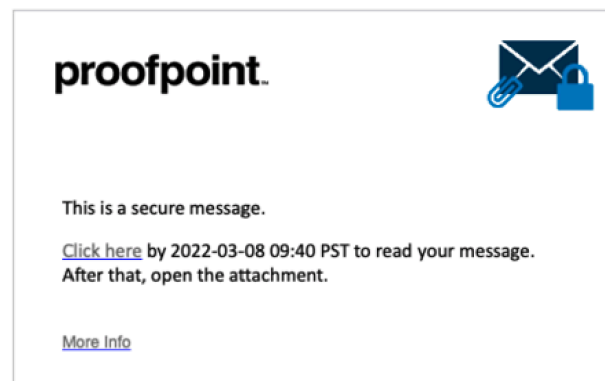 proofpoint™
This is a secure message.
Click here by 2022-03-08 09:40 PST to read your message.
After that, open the attachment.
More Info